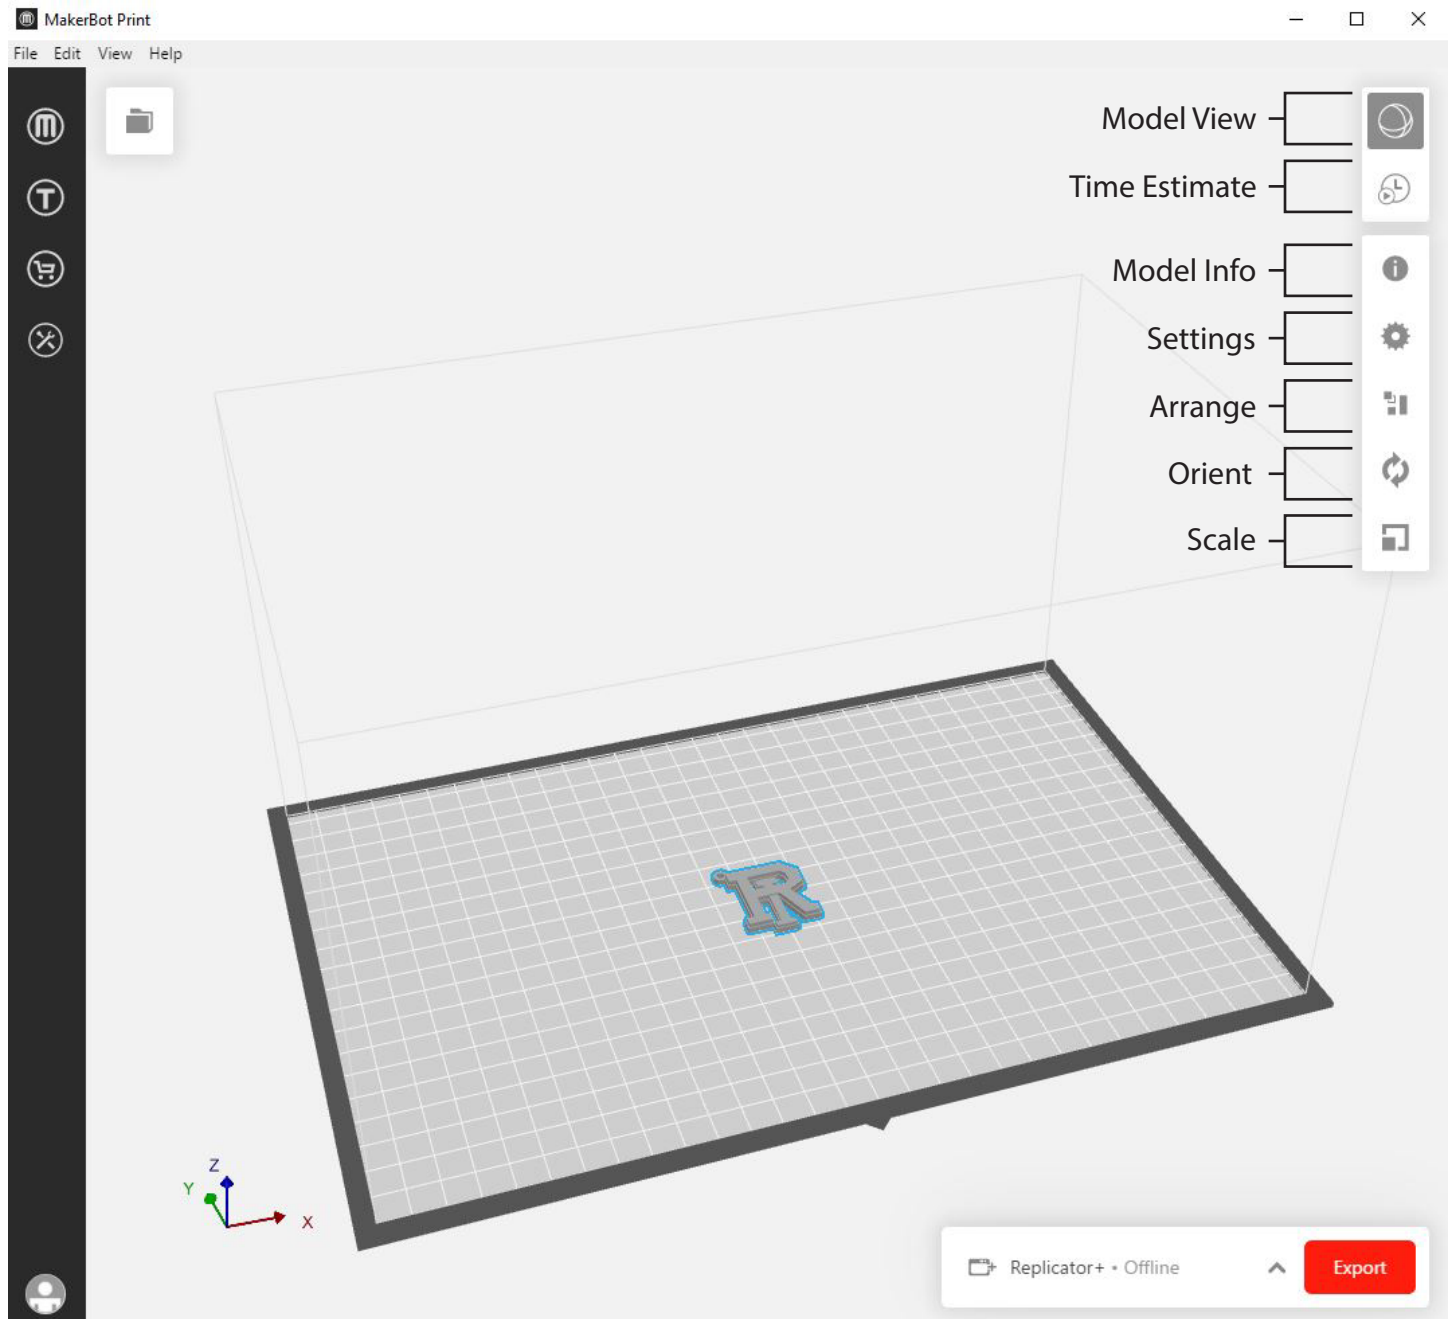 MakerBot Print
File Edit View Help
Model View
Time Estimate
Model Info
Settings
Arrange
Orient
Scale
T
R
Z
Y
X
Replicator+ • Offline
Export